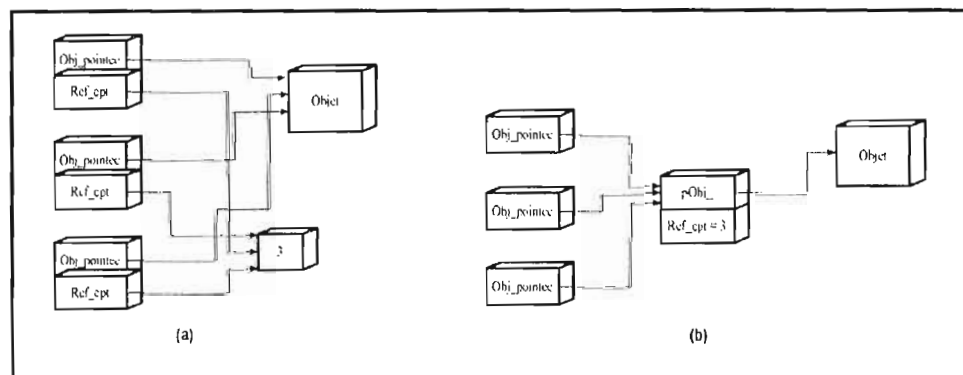 Obj_pointee
Ref_cpt
Objet
Obj_pointee
Ref_cpt
Obj_pointee
Ref_cpt
3
(a)
Obj_pointee
Obj_pointee
Obj_pointee
pObj_
Ref_cpt = 3
Objet
(b)